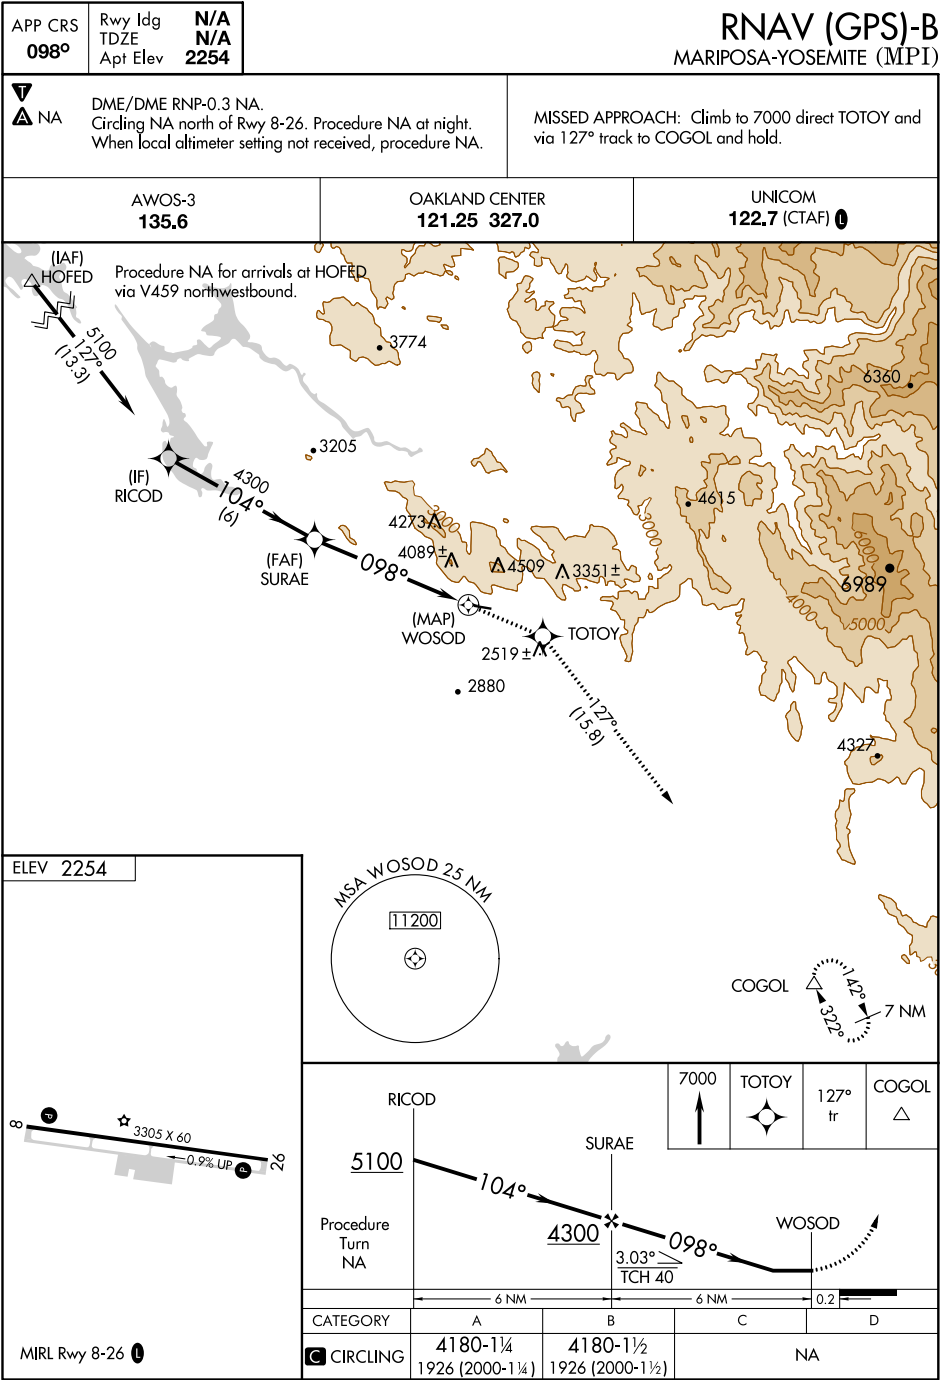 APP CRS
098°
Rwy Idg N/A
TDZE N/A
Apt Elev 2254
RNAV (GPS)-B
MARIPOSA-YOSEMITE (MPI)
T
A NA
DME/DME RNP-0.3 NA.
Circling NA north of Rwy 8-26. Procedure NA at night.
When local altimeter setting not received, procedure NA.
MISSED APPROACH: Climb to 7000 direct TOTOY and
via 127° track to COGOL and hold.
AWOS-3
135.6
OAKLAND CENTER
121.25 327.0
UNICOM
122.7 (CTAF) L
(IAF)
HOFED
Procedure NA for arrivals at HOFED
via V459 northwestbound.
5100
127°
(13.3)
3774
6360
3205
(IF)
RICOD
4300
104°
(6)
4615
3000
3000
4273
4089±
4509
3351±
(FAF)
SURAE
098°
6000
6989
4000
5000
(MAP)
WOSOD
TOTOY
2519±
2880
127°
(15.8)
4327
ELEV 2254
MSA WOSOD 25 NM
11200
COGOL
142°
322°
7 NM
8
P
3305 X 60
0.9% UP
P
26
MIRL Rwy 8-26 L
7000
TOTOY
127°
tr
COGOL
RICOD
SURAE
5100
104°
4300
098°
WOSOD
Procedure
Turn
NA
3.03°
TCH 40
6 NM
6 NM
0.2
CATEGORY A B C D
C CIRCLING
4180-1¼
1926 (2000-1¼)
4180-1½
1926 (2000-1½)
NA